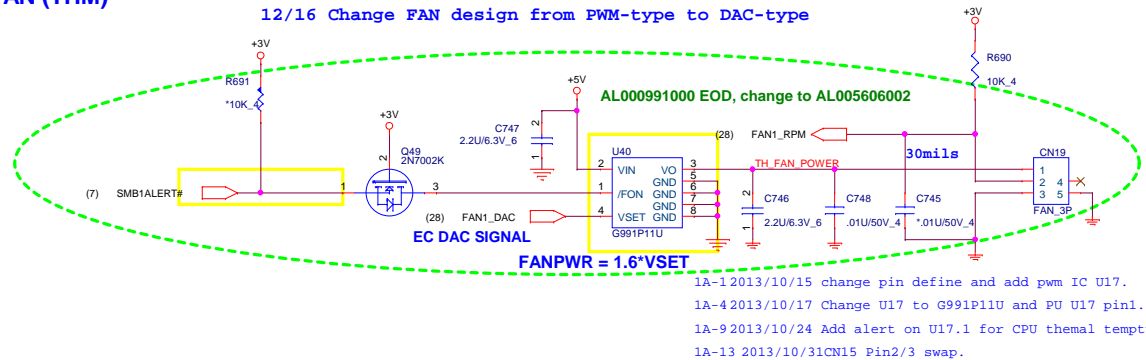 AN (THM)
12/16 Change FAN design from PWM-type to DAC-type
+3V
+3V
R691
*10K_4
R690
10K_4
+5V
AL000991000 EOD, change to AL005606002
+3V
C747
2.2U/6.3V_6
2
1
(28) FAN1_RPM
Q49
2N7002K
2
U40
30mils
CN19
2 VIN VO 3
TH_FAN_POWER
GND 5
1 /FON GND 6
GND 7
4 VSET GND 8
G991P11U
1
2 4
3 5
FAN_3P
(7) SMB1ALERT#
1 3
(28) FAN1_DAC
EC DAC SIGNAL
C746
2.2U/6.3V_6
2
1
C748
.01U/50V_4
C745
*.01U/50V_4
FANPWR = 1.6*VSET
1A-1 2013/10/15 change pin define and add pwm IC U17.
1A-4 2013/10/17 Change U17 to G991P11U and PU U17 pin1.
1A-9 2013/10/24 Add alert on U17.1 for CPU themal tempt
1A-13 2013/10/31CN15 Pin2/3 swap.